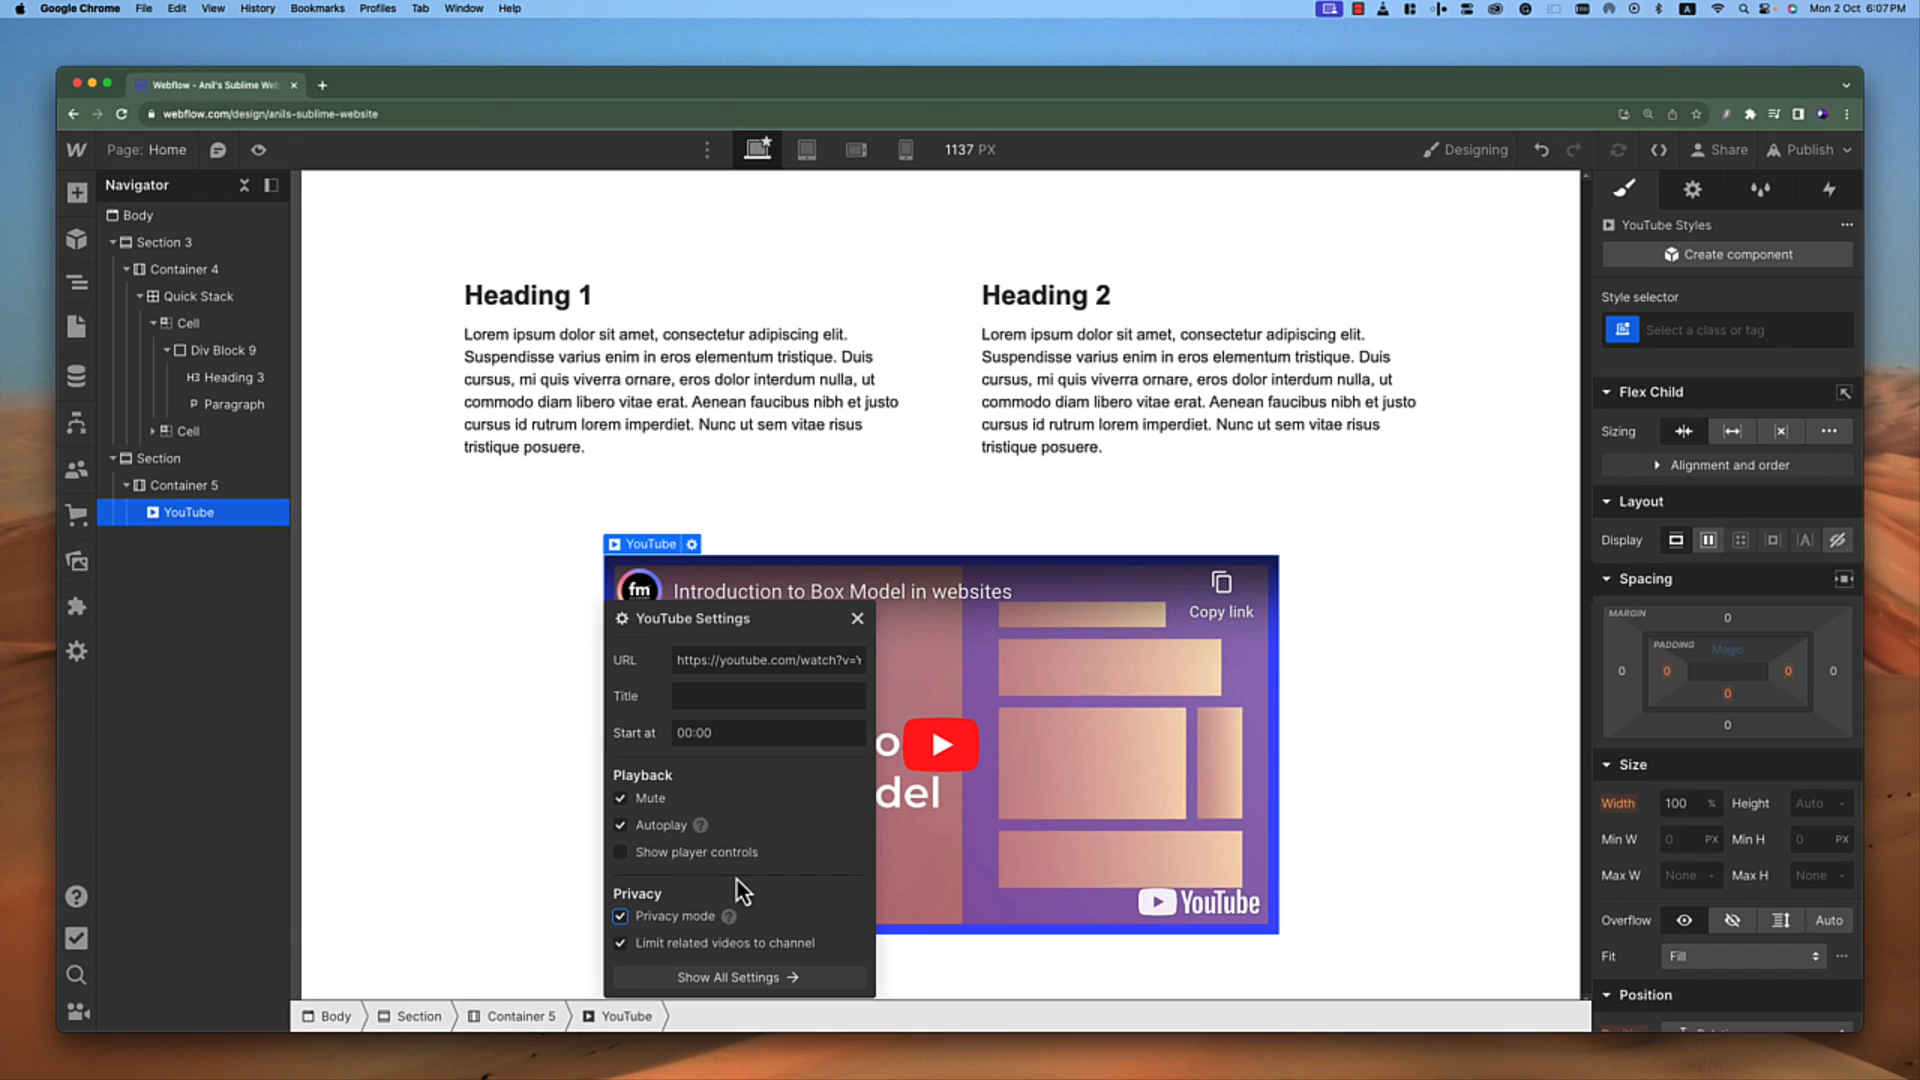 Google Chrome File Edit View History Bookmarks Profiles Tab Window Help
Mon 2 Oct 6:07 PM
Webflow - Anil's Sublime Web
webflow.com/design/anils-sublime-website
Page: Home
1137 PX
Designing
Share
Publish
Navigator
Body
Section 3
Container 4
Quick Stack
Cell
Div Block 9
H3 Heading 3
P Paragraph
Cell
Section
Container 5
YouTube
Heading 1
Lorem ipsum dolor sit amet, consectetur adipiscing elit.
Suspendisse varius enim in eros elementum tristique. Duis
cursus, mi quis viverra ornare, eros dolor interdum nulla, ut
commodo diam libero vitae erat. Aenean faucibus nibh et justo
cursus id rutrum lorem imperdiet. Nunc ut sem vitae risus
tristique posuere.
Heading 2
Lorem ipsum dolor sit amet, consectetur adipiscing elit.
Suspendisse varius enim in eros elementum tristique. Duis
cursus, mi quis viverra ornare, eros dolor interdum nulla, ut
commodo diam libero vitae erat. Aenean faucibus nibh et justo
cursus id rutrum lorem imperdiet. Nunc ut sem vitae risus
tristique posuere.
YouTube
fm
Introduction to Box Model in websites
Copy link
o
del
YouTube
YouTube Settings
URL https://youtube.com/watch?v=Y
Title
Start at 00:00
Playback
Mute
Autoplay ?
Show player controls
Privacy
Privacy mode ?
Limit related videos to channel
Show All Settings
Body
Section
Container 5
YouTube
YouTube Styles
Create component
Style selector
Select a class or tag
Flex Child
Sizing
Alignment and order
Layout
Display
Spacing
MARGIN
0
PADDING
Magic
0 0 0 0
0
0
Size
Width 100 % Height Auto -
Min W 0 PX Min H 0 PX
Max W None - Max H None -
Overflow Auto
Fit Fill
Position